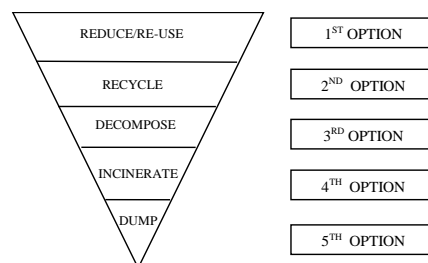 REDUCE/RE-USE
1ST OPTION
RECYCLE
2ND OPTION
DECOMPOSE
3RD OPTION
INCINERATE
4TH OPTION
DUMP
5TH OPTION